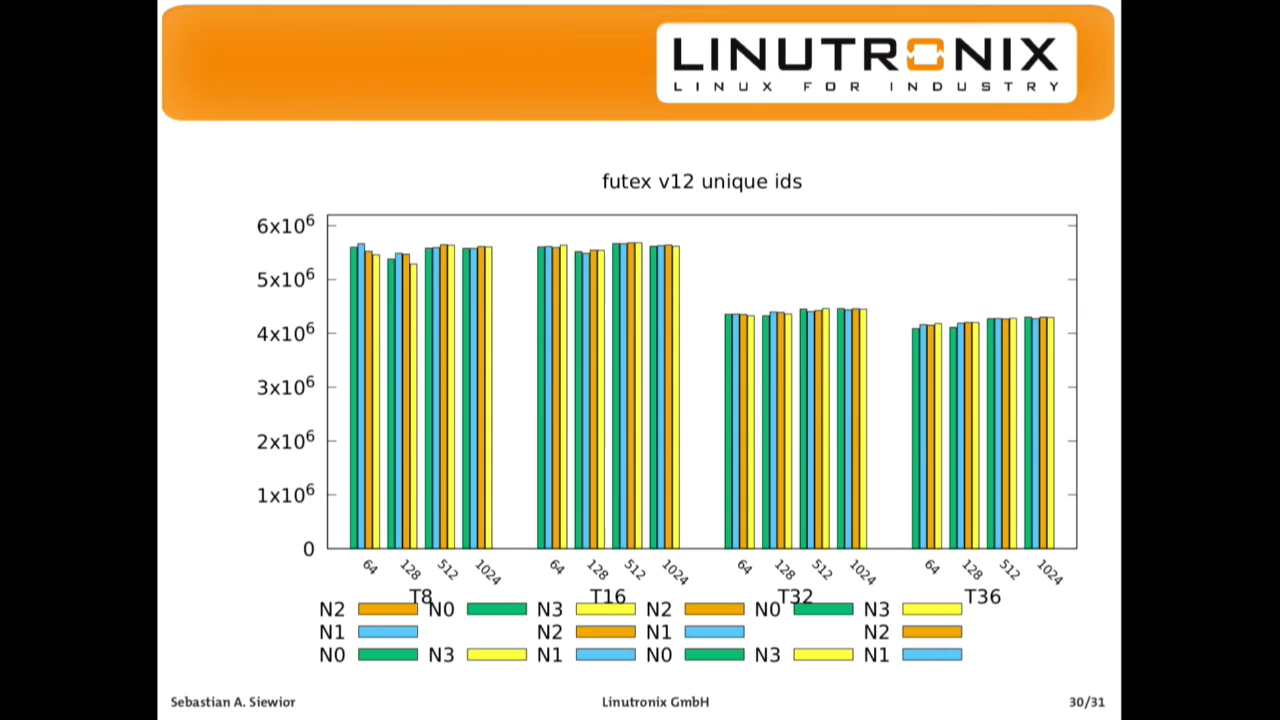 LINUTRONIX
LINUX FOR INDUSTRY
futex v12 unique ids
6x10⁶
5x10⁶
4x10⁶
3x10⁶
2x10⁶
1x10⁶
0
64 128 512 1024 64 128 512 1024 64 128 512 1024 64 128 512 1024
T8 T16 T32 T36
N2 N0 N3 N2 N0 N3
N1 N2 N1 N2
N0 N3 N1 N0 N3 N1
Sebastian A. Siewior Linutronix GmbH 30/31